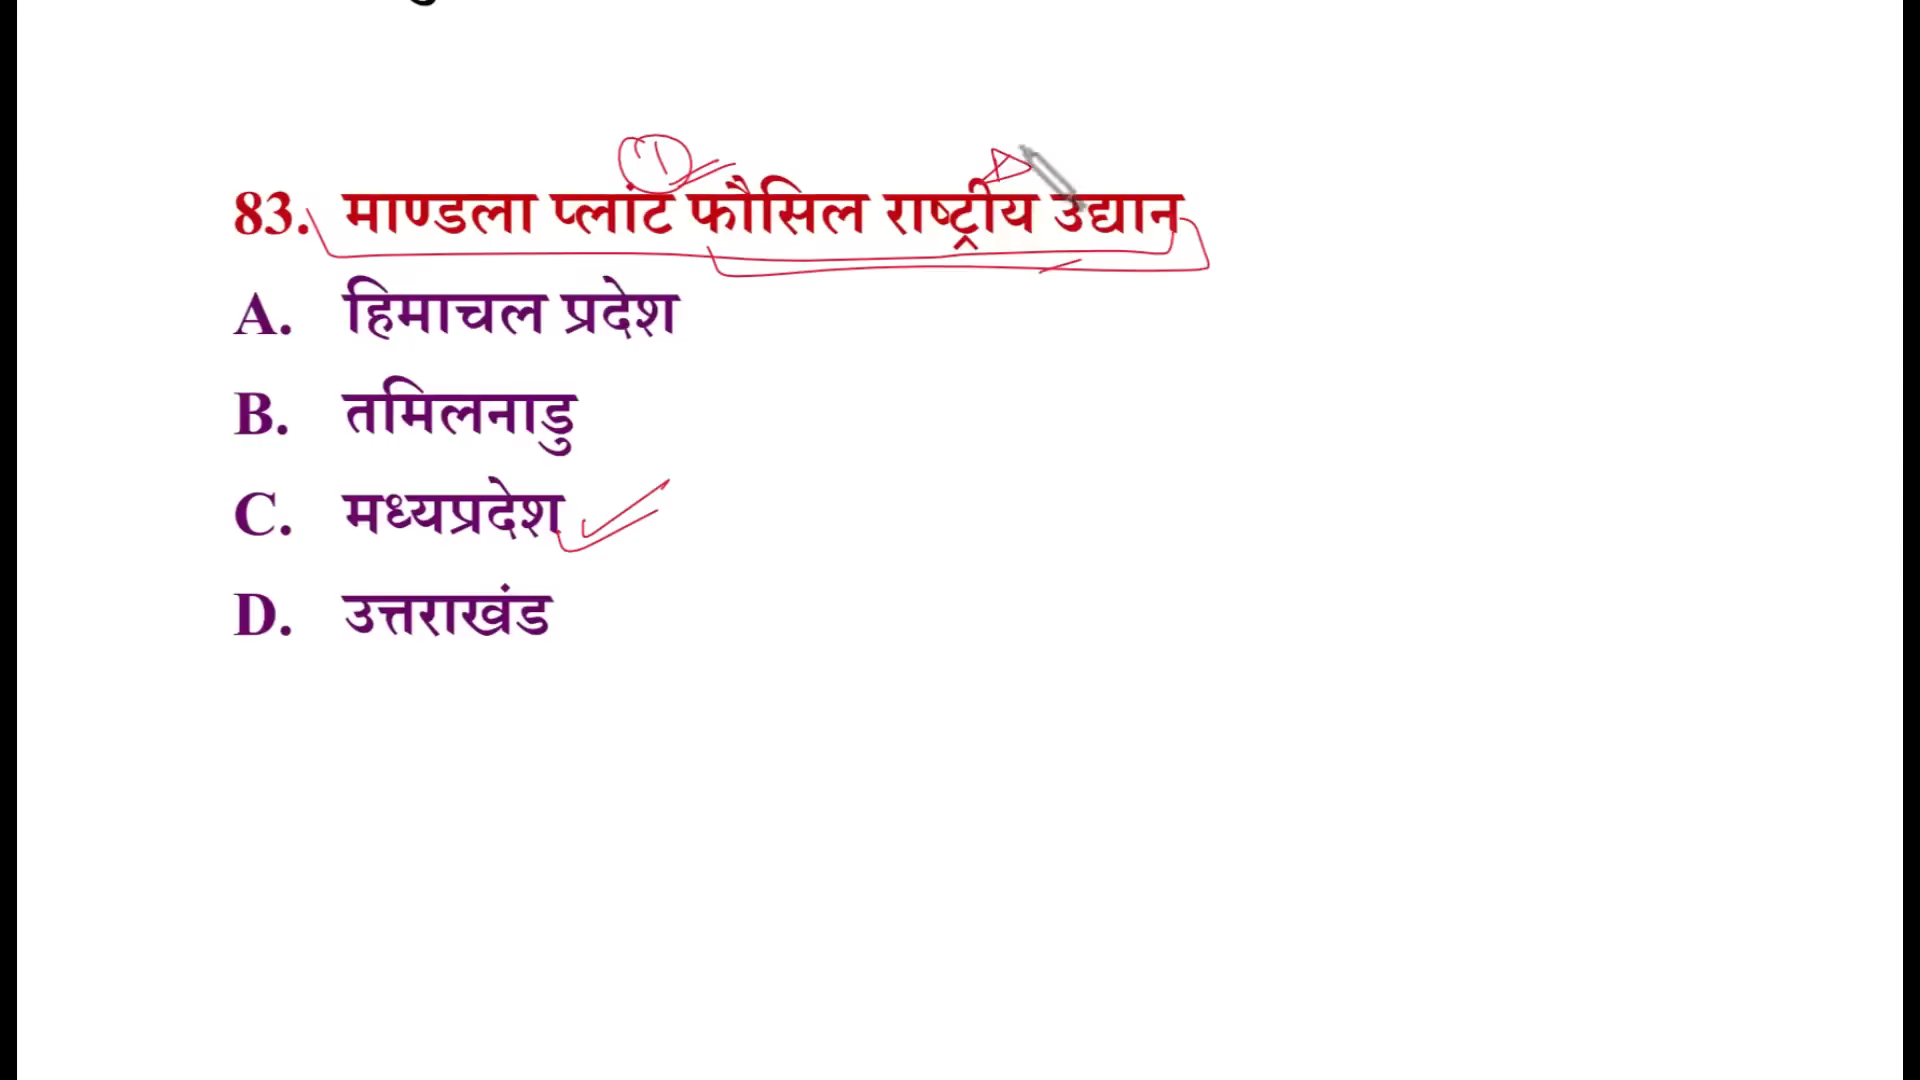 83. माण्डला प्लांट फौसिल राष्ट्रीय उद्यान
A. हिमाचल प्रदेश
B. तमिलनाडु
C. मध्यप्रदेश
D. उत्तराखंड